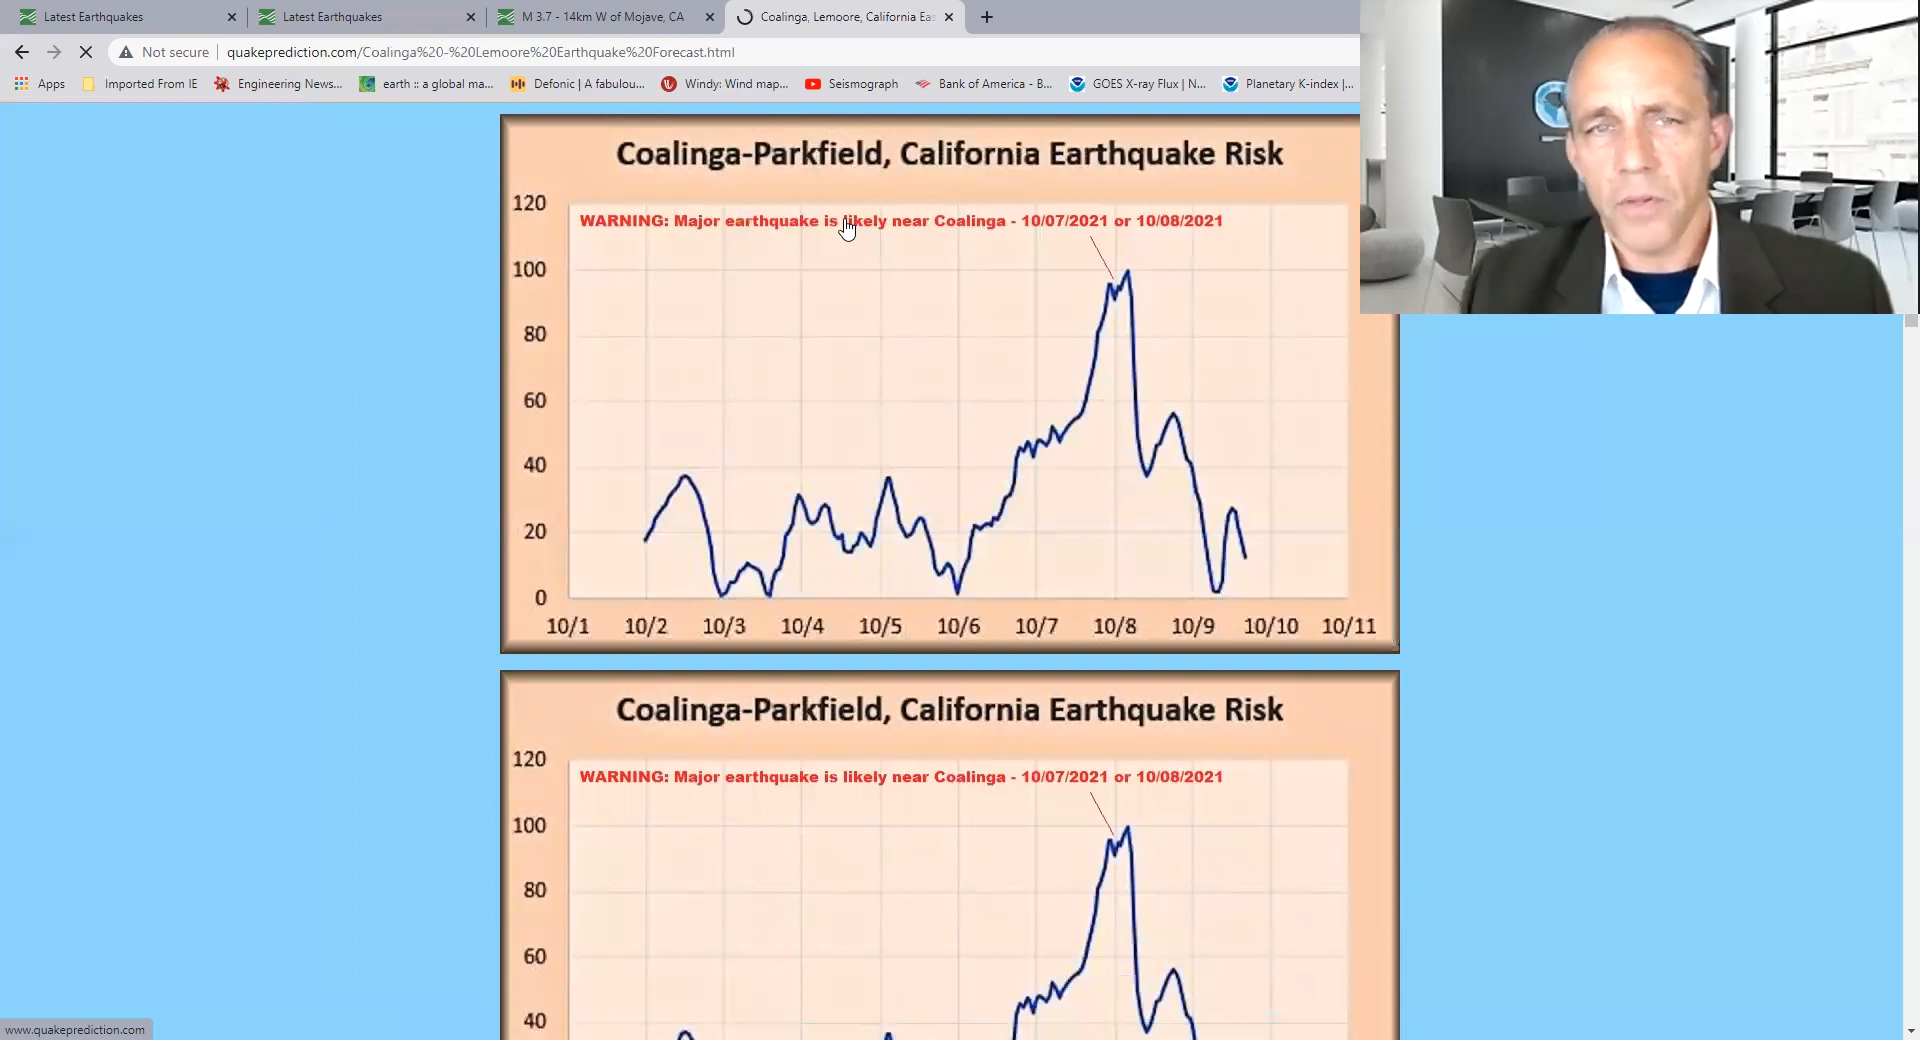 Latest Earthquakes
Latest Earthquakes
M 3.7 - 14km W of Mojave, CA
Coalinga, Lemoore, California Ea
Not secure
quakeprediction.com/Coalinga%20-%20Lemoore%20Earthquake%20Forecast.html
Apps
Imported From IE
Engineering News...
earth :: a global ma...
Defonic | A fabulou...
Windy: Wind map...
Seismograph
Bank of America - B...
GOES X-ray Flux | N...
Planetary K-index |...
Coalinga-Parkfield, California Earthquake Risk
120
WARNING: Major earthquake is likely near Coalinga - 10/07/2021 or 10/08/2021
100
80
60
40
20
0
10/1 10/2 10/3 10/4 10/5 10/6 10/7 10/8 10/9 10/10 10/11
Coalinga-Parkfield, California Earthquake Risk
120
WARNING: Major earthquake is likely near Coalinga - 10/07/2021 or 10/08/2021
100
80
60
40
www.quakeprediction.com